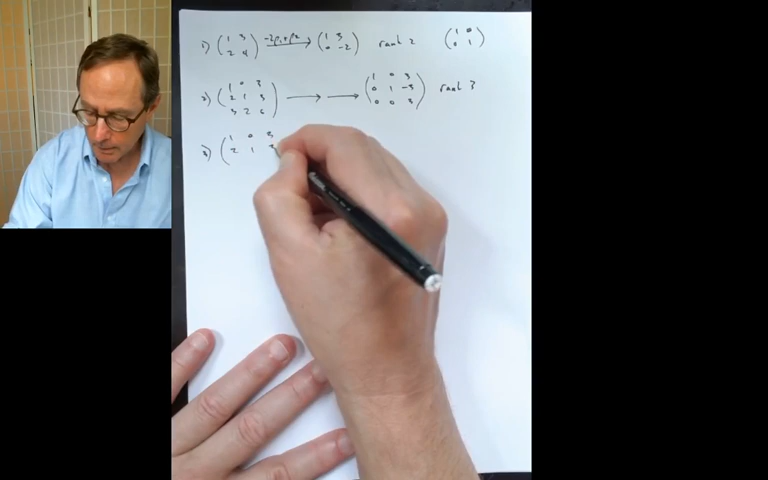 1) ( 1 3 / 2 4 ) -2ρ1+ρ2 → ( 1 3 / 0 -2 ) rank 2 ( 1 0 / 0 1 )
2) ( 1 0 3 / 2 1 3 / 3 2 6 ) → → ( 1 0 3 / 0 1 -3 / 0 0 3 ) rank 3
3) ( 1 0 3 / 2 1